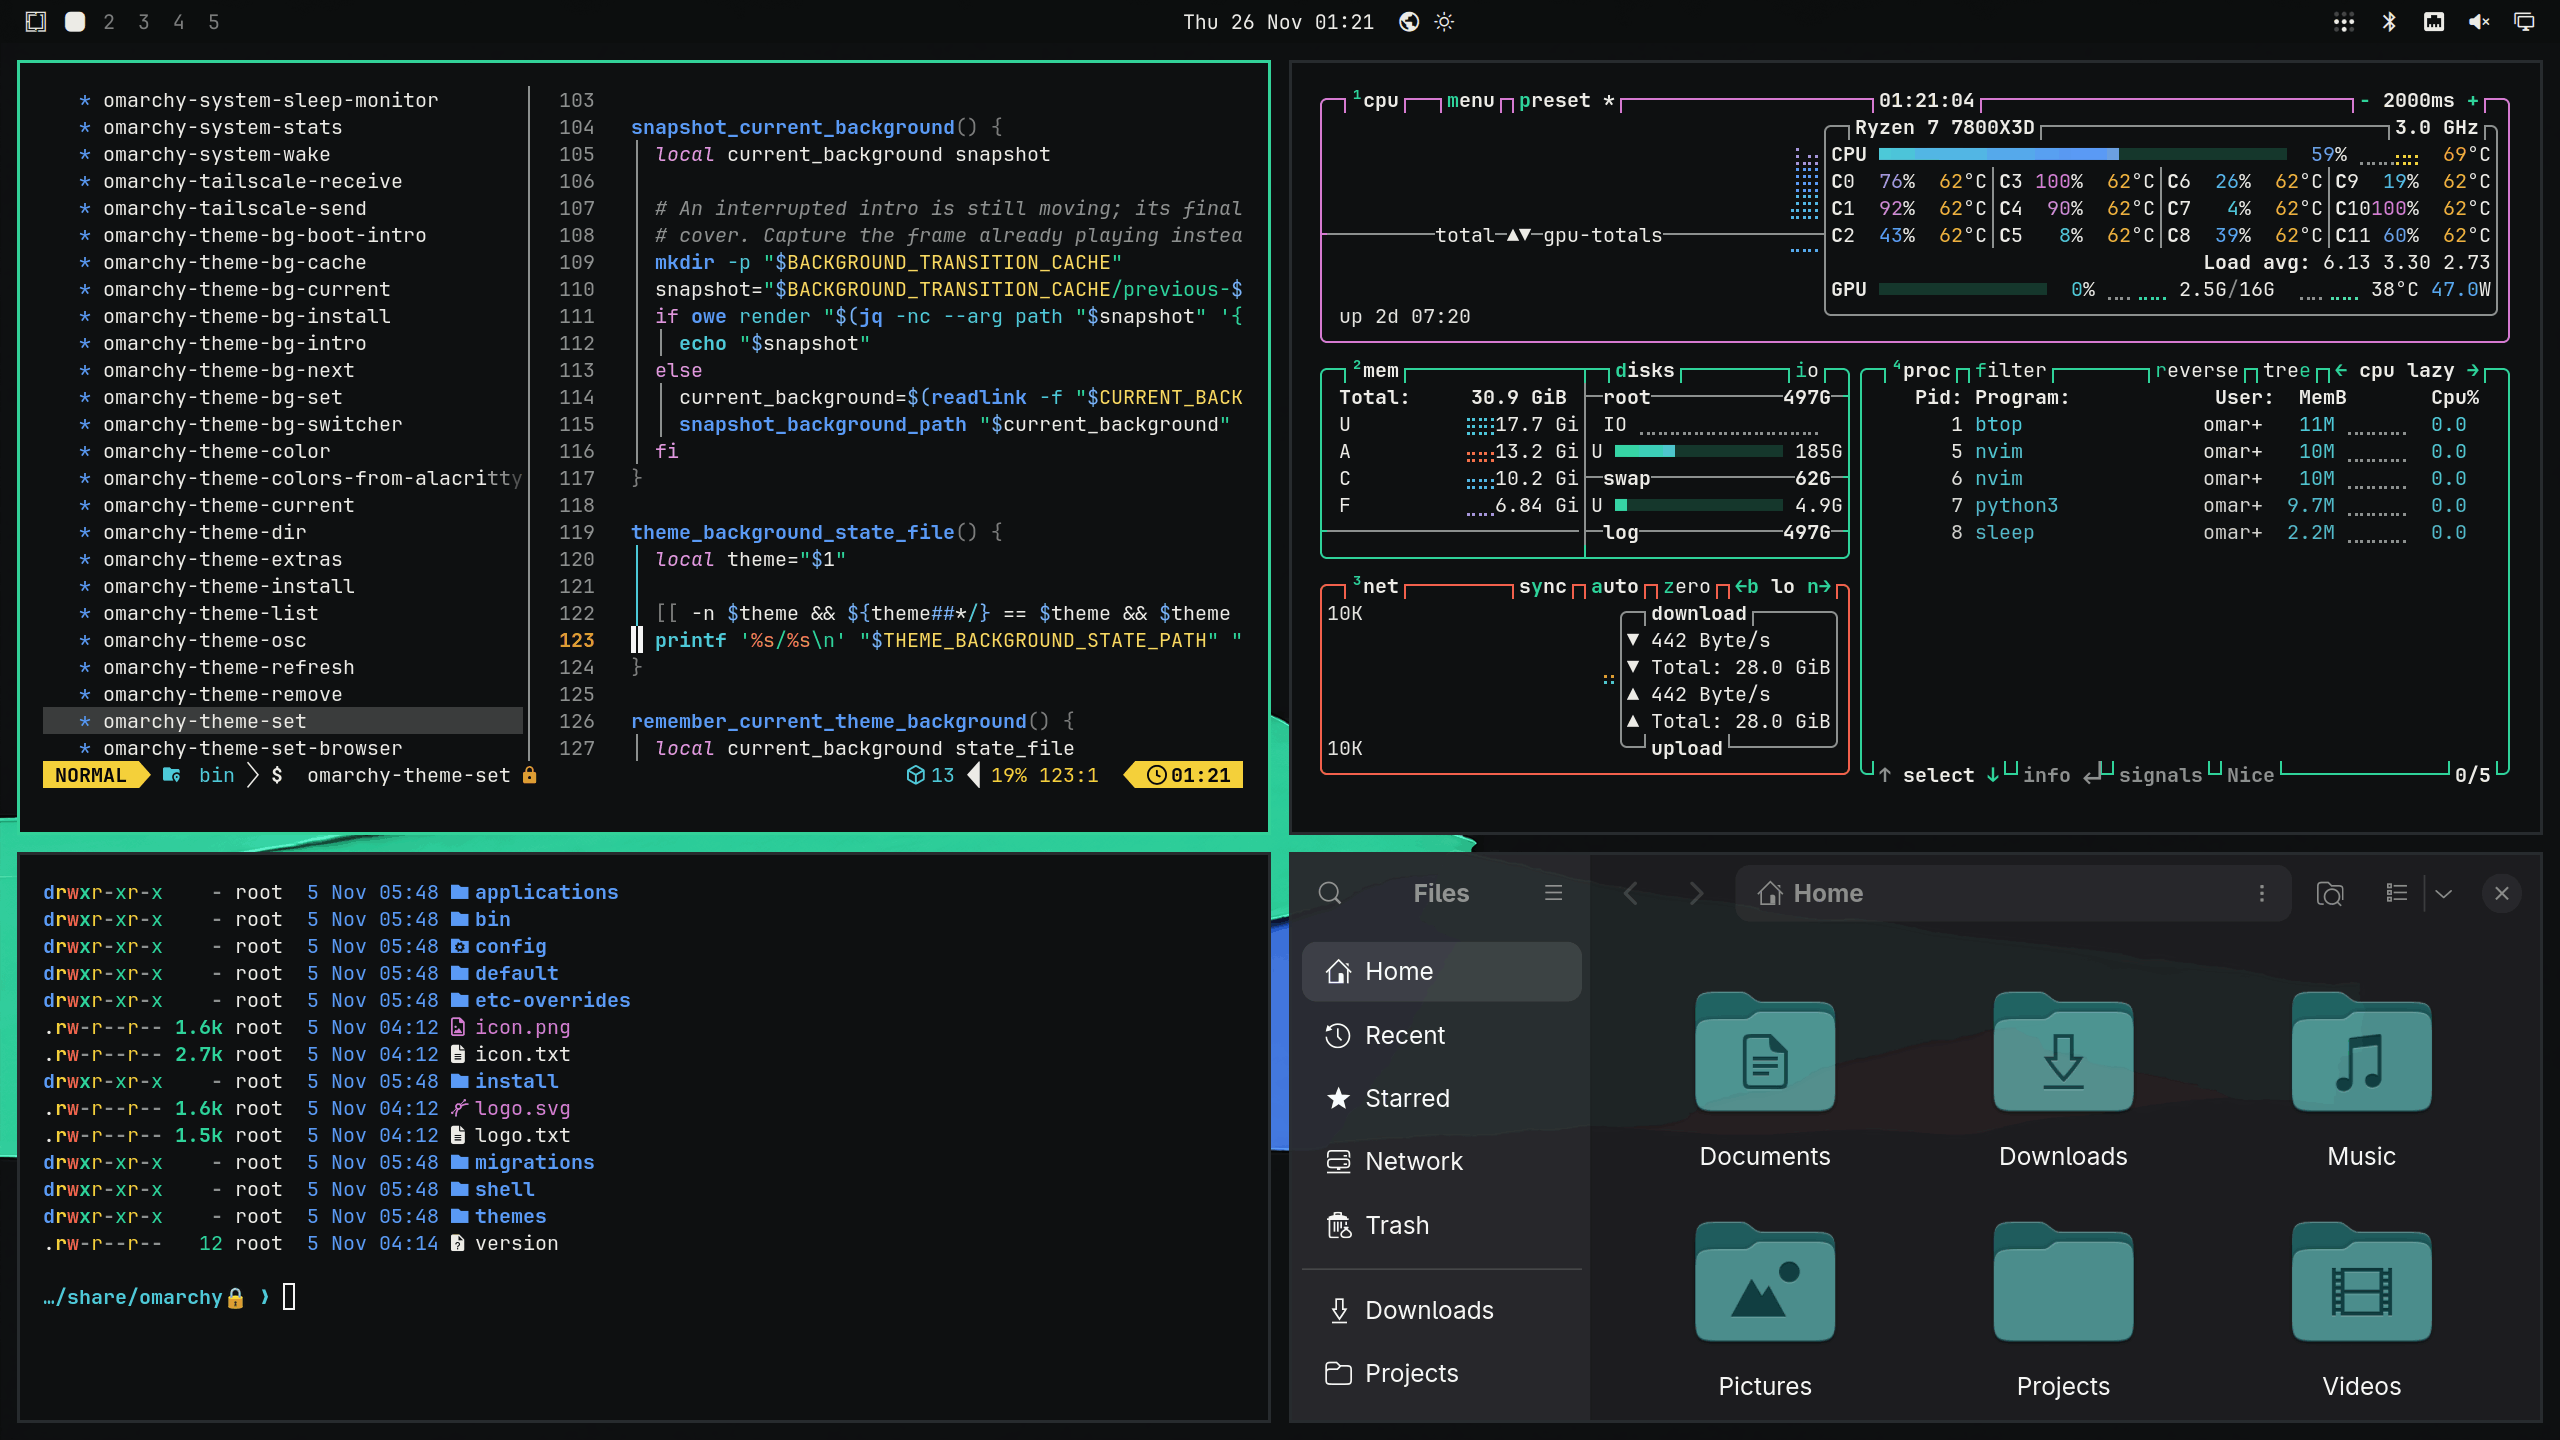 2 3 4 5
Thu 26 Nov 01:21
* omarchy-system-sleep-monitor
* omarchy-system-stats
* omarchy-system-wake
* omarchy-tailscale-receive
* omarchy-tailscale-send
* omarchy-theme-bg-boot-intro
* omarchy-theme-bg-cache
* omarchy-theme-bg-current
* omarchy-theme-bg-install
* omarchy-theme-bg-intro
* omarchy-theme-bg-next
* omarchy-theme-bg-set
* omarchy-theme-bg-switcher
* omarchy-theme-color
* omarchy-theme-colors-from-alacritty
* omarchy-theme-current
* omarchy-theme-dir
* omarchy-theme-extras
* omarchy-theme-install
* omarchy-theme-list
* omarchy-theme-osc
* omarchy-theme-refresh
* omarchy-theme-remove
* omarchy-theme-set
* omarchy-theme-set-browser
103
104 snapshot_current_background() {
105 local current_background snapshot
106
107 # An interrupted intro is still moving; its final
108 # cover. Capture the frame already playing instea
109 mkdir -p "$BACKGROUND_TRANSITION_CACHE"
110 snapshot="$BACKGROUND_TRANSITION_CACHE/previous-$
111 if owe render "$(jq -nc --arg path "$snapshot" '{
112 echo "$snapshot"
113 else
114 current_background=$(readlink -f "$CURRENT_BACK
115 snapshot_background_path "$current_background"
116 fi
117 }
118
119 theme_background_state_file() {
120 local theme="$1"
121
122 [[ -n $theme && ${theme##*/} == $theme && $theme
123 printf '%s/%s\n' "$THEME_BACKGROUND_STATE_PATH" "
124 }
125
126 remember_current_theme_background() {
127 local current_background state_file
NORMAL bin $ omarchy-theme-set 13 19% 123:1 01:21
1cpu menu preset * 01:21:04 - 2000ms +
Ryzen 7 7800X3D 3.0 GHz
CPU 59% 69°C
C0 76% 62°C C3 100% 62°C C6 26% 62°C C9 19% 62°C
C1 92% 62°C C4 90% 62°C C7 4% 62°C C10100% 62°C
total ▲▼ gpu-totals
C2 43% 62°C C5 8% 62°C C8 39% 62°C C11 60% 62°C
Load avg: 6.13 3.30 2.73
GPU 0% 2.5G/16G 38°C 47.0W
up 2d 07:20
2mem disks io
Total: 30.9 GiB root 497G
U 17.7 Gi IO
A 13.2 Gi U 185G
C 10.2 Gi swap 62G
F 6.84 Gi U 4.9G
log 497G
4proc filter reverse tree ← cpu lazy →
Pid: Program: User: MemB Cpu%
1 btop omar+ 11M 0.0
5 nvim omar+ 10M 0.0
6 nvim omar+ 10M 0.0
7 python3 omar+ 9.7M 0.0
8 sleep omar+ 2.2M 0.0
↑ select ↓ info ↵ signals Nice 0/5
3net sync auto zero ←b lo n→
10K download
▼ 442 Byte/s
▼ Total: 28.0 GiB
▲ 442 Byte/s
▲ Total: 28.0 GiB
10K upload
drwxr-xr-x - root 5 Nov 05:48 applications
drwxr-xr-x - root 5 Nov 05:48 bin
drwxr-xr-x - root 5 Nov 05:48 config
drwxr-xr-x - root 5 Nov 05:48 default
drwxr-xr-x - root 5 Nov 05:48 etc-overrides
.rw-r--r-- 1.6k root 5 Nov 04:12 icon.png
.rw-r--r-- 2.7k root 5 Nov 04:12 icon.txt
drwxr-xr-x - root 5 Nov 05:48 install
.rw-r--r-- 1.6k root 5 Nov 04:12 logo.svg
.rw-r--r-- 1.5k root 5 Nov 04:12 logo.txt
drwxr-xr-x - root 5 Nov 05:48 migrations
drwxr-xr-x - root 5 Nov 05:48 shell
drwxr-xr-x - root 5 Nov 05:48 themes
.rw-r--r-- 12 root 5 Nov 04:14 version
…/share/omarchy🔒 ❯
Files
Home
Recent
Starred
Network
Trash
Downloads
Projects
Home
Documents Downloads Music
Pictures Projects Videos